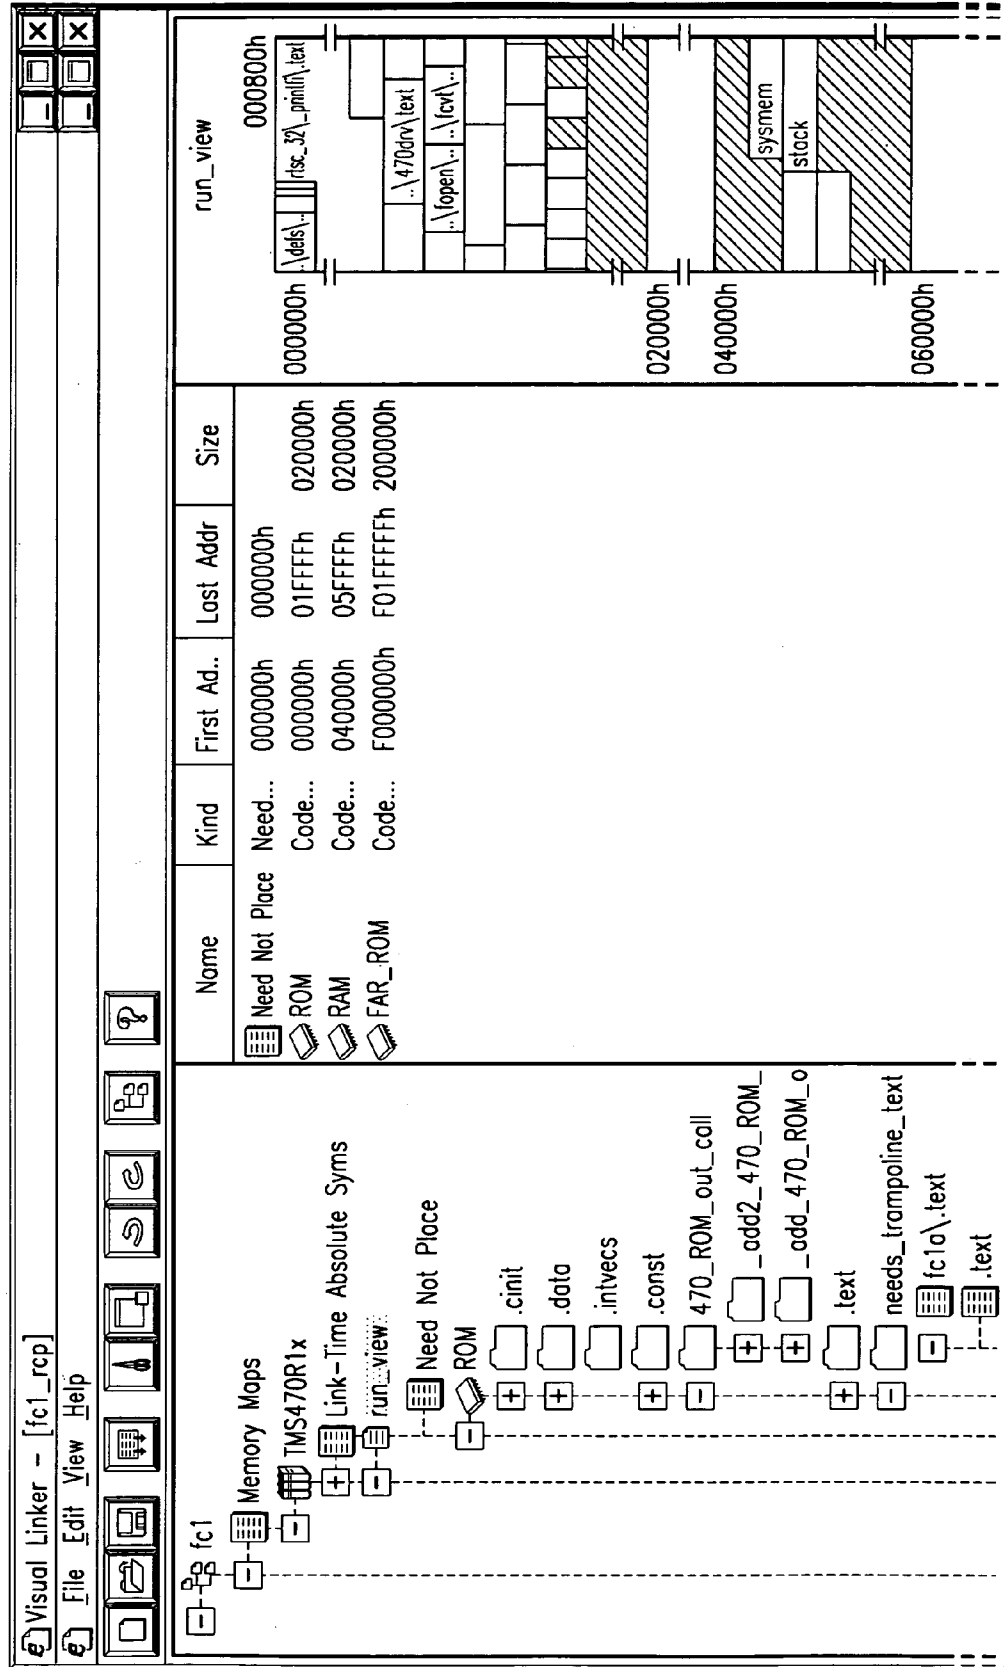 Visual Linker - [fc1_rcp]
File Edit View Help
fc1
Memory Maps
TMS470R1x
Link-Time Absolute Syms
run_view
Need Not Place
ROM
.cinit
.data
.intvecs
.const
470_ROM_out_call
_add2_470_ROM_
_add_470_ROM_o
.text
needs_trampoline_text
fc1a\.text
.text
Name Kind First Ad.. Last Addr Size
Need Not Place Need... 000000h 000000h
ROM Code... 000000h 01FFFFh 020000h
RAM Code... 040000h 05FFFFh 020000h
FAR_ROM Code... F000000h F01FFFFFh 200000h
run_view
000800h
000000h
..\defs\.. rtsc_32\_printfi\.text
..\470drv\text
..\fopen\.. ..\fcvt\..
020000h
040000h
sysmem
stack
060000h